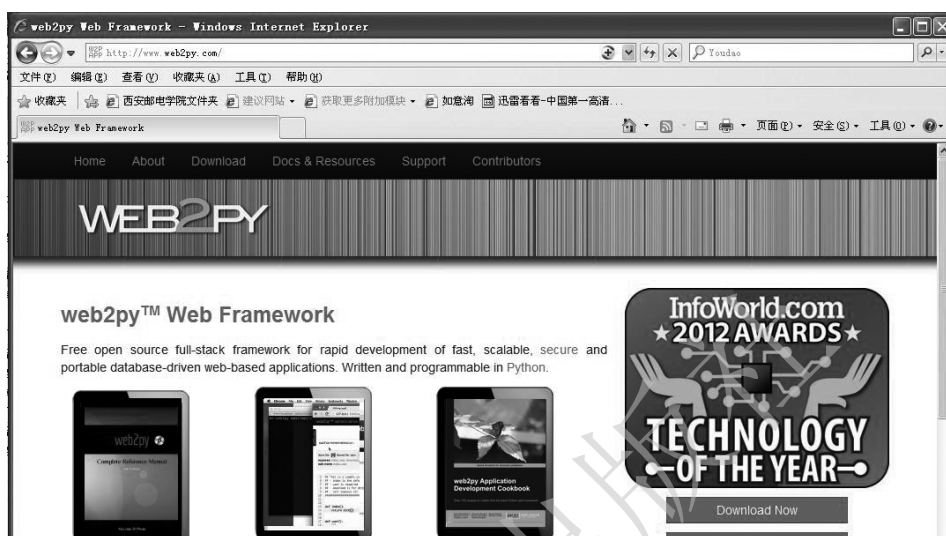 web2py Web Framework - Windows Internet Explorer
http://www.web2py.com/
Youdao
文件(F) 编辑(E) 查看(V) 收藏夹(A) 工具(T) 帮助(H)
收藏夹 西安邮电学院文件夹 建议网站 获取更多附加模块 如意淘 迅雷看看-中国第一高清...
web2py Web Framework
页面(P) 安全(S) 工具(O)
Home About Download Docs & Resources Support Contributors
WEB2PY
web2py™ Web Framework
Free open source full-stack framework for rapid development of fast, scalable, secure and
portable database-driven web-based applications. Written and programmable in Python.
web2py
Complete Reference Manual
web2py Application
Development Cookbook
InfoWorld.com
2012 AWARDS
TECHNOLOGY
OF THE YEAR
Download Now